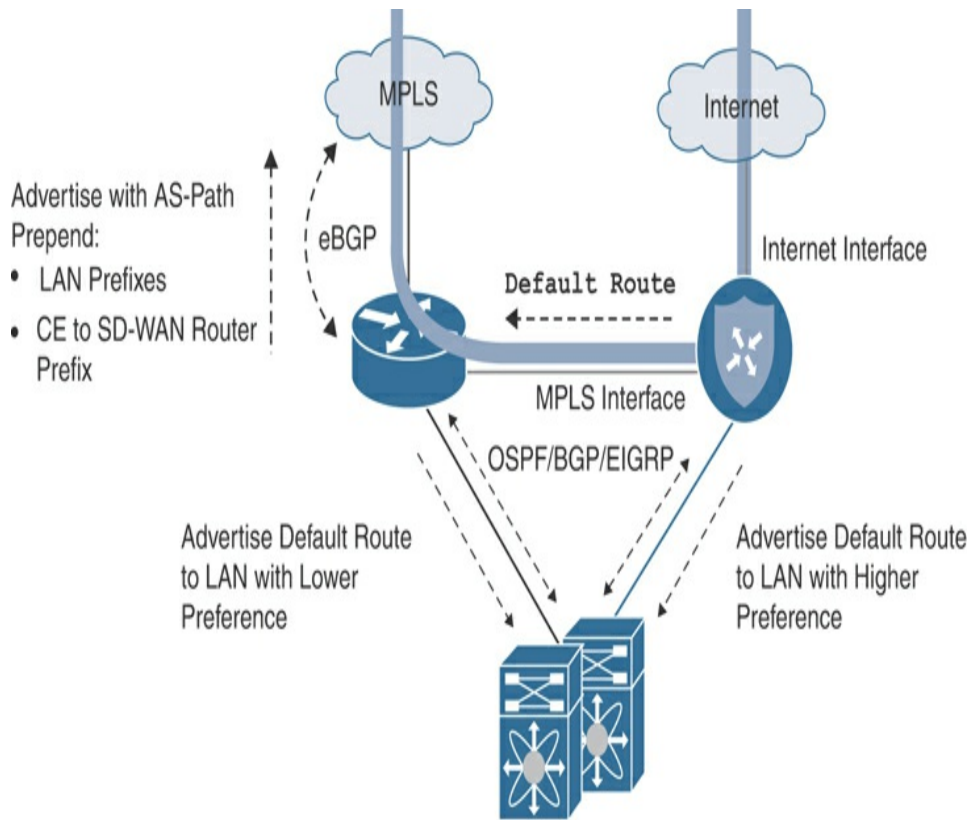 MPLS
Internet
Advertise with AS-Path
Prepend:
• LAN Prefixes
• CE to SD-WAN Router
Prefix
eBGP
Default Route
Internet Interface
MPLS Interface
OSPF/BGP/EIGRP
Advertise Default Route
to LAN with Lower
Preference
Advertise Default Route
to LAN with Higher
Preference